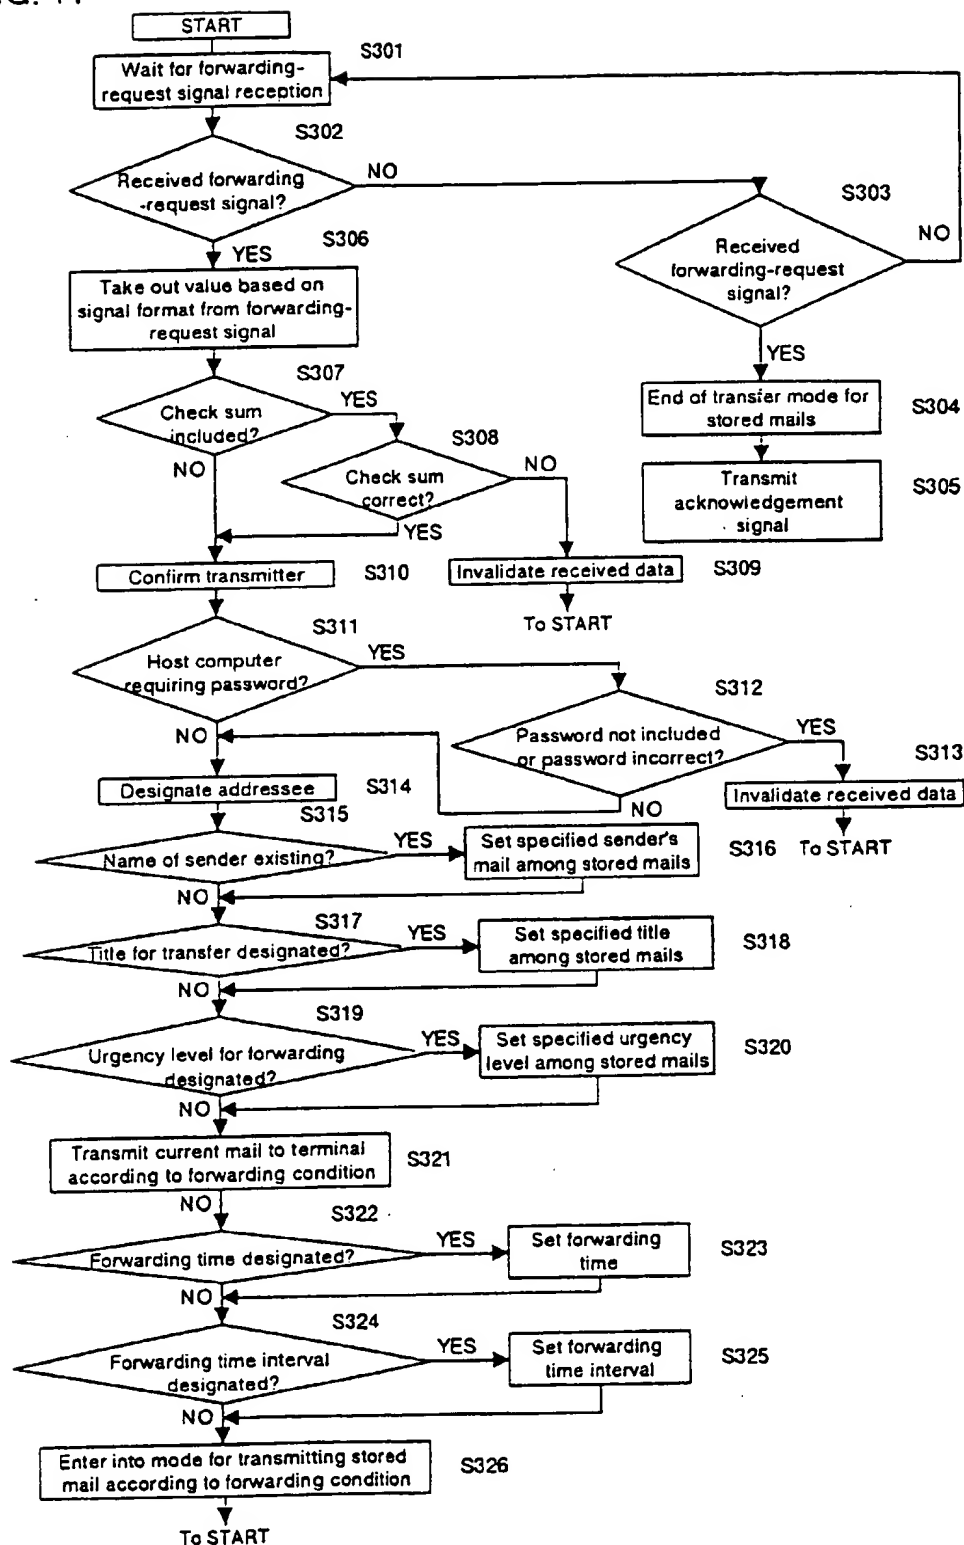 START
S301
Wait for forwarding-
request signal reception
S302
Received forwarding
-request signal?
NO
S303
Received
forwarding-request
signal?
NO
YES
S306
Take out value based on
signal format from forwarding-
request signal
YES
End of transfer mode for
stored mails
S304
Transmit
acknowledgement
signal
S305
S307
Check sum
included?
YES
NO
S308
Check sum
correct?
NO
YES
Confirm transmitter
S310
Invalidate received data
S309
To START
S311
Host computer
requiring password?
YES
NO
S312
Password not included
or password incorrect?
YES
NO
S313
Invalidate received data
To START
Designate addressee
S314
S315
Name of sender existing?
YES
Set specified sender's
mail among stored mails
S316
NO
S317
Title for transfer designated?
YES
Set specified title
among stored mails
S318
NO
S319
Urgency level for forwarding
designated?
YES
Set specified urgency
level among stored mails
S320
NO
Transmit current mail to terminal
according to forwarding condition
S321
NO
S322
Forwarding time designated?
YES
Set forwarding
time
S323
NO
S324
Forwarding time interval
designated?
YES
Set forwarding
time interval
S325
NO
Enter into mode for transmitting stored
mail according to forwarding condition
S326
To START